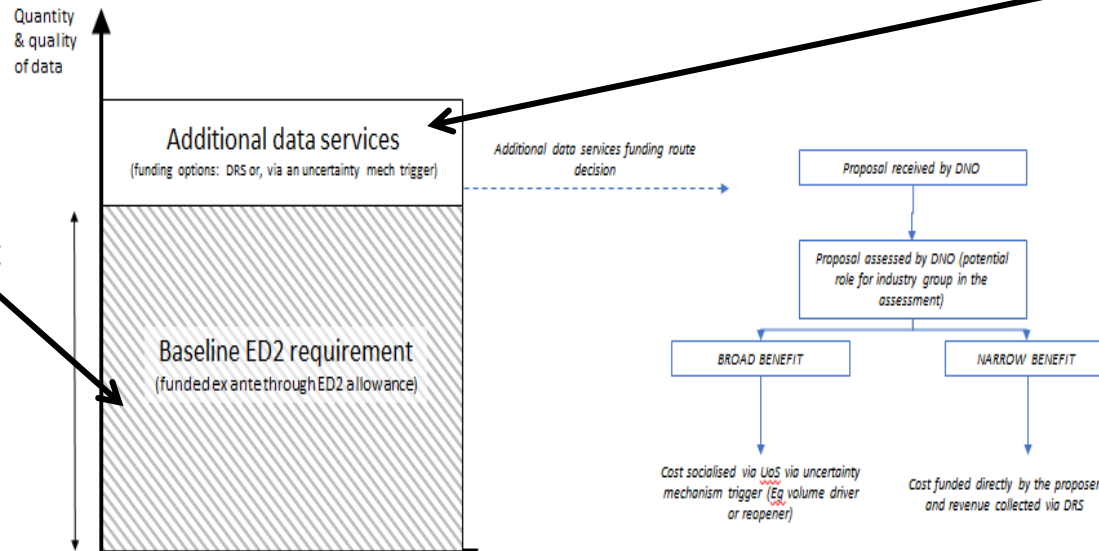 Quantity
& quality
of data
Additional data services
(funding options: DRS or, via an uncertainty mech trigger)
Additional data services funding route
decision
Proposal received by DNO
Proposal assessed by DNO (potential
role for industry group in the
assessment)
Baseline ED2 requirement
(funded ex ante through ED2 allowance)
BROAD BENEFIT
NARROW BENEFIT
Cost socialised via UoS via uncertainty
mechanism trigger (Eg volume driver
or reopener)
Cost funded directly by the proposer
and revenue collected via DRS